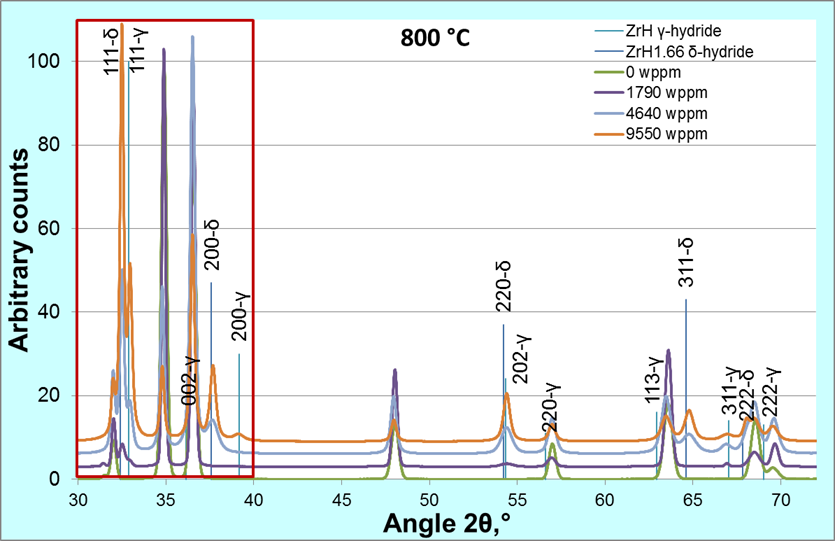 800 °C
ZrH γ-hydride
ZrH1.66 δ-hydride
0 wppm
1790 wppm
4640 wppm
9550 wppm
Arbitrary counts
100
80
60
40
20
0
111-δ
111-γ
002-γ
200-δ
200-γ
220-δ
202-γ
220-γ
113-γ
311-δ
311-γ
222-δ
222-γ
30 35 40 45 50 55 60 65 70
Angle 2θ,°